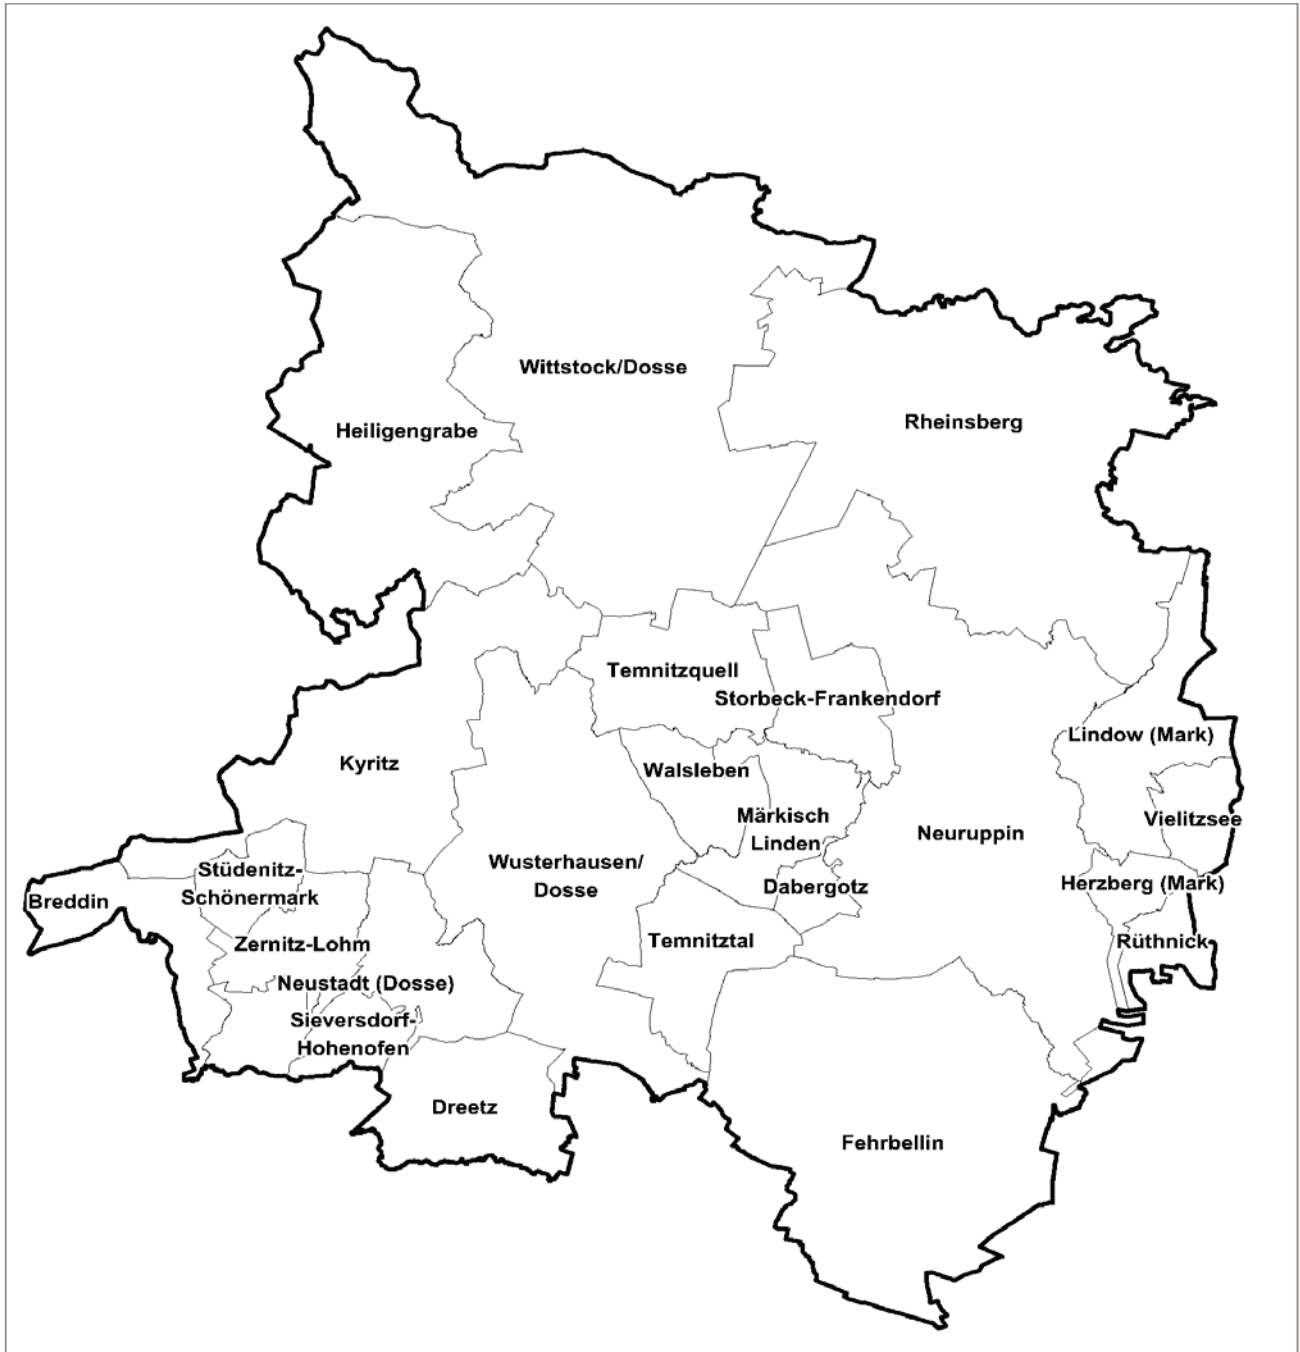 Wittstock/Dosse
Rheinsberg
Heiligengrabe
Temnitzquell
Storbeck-Frankendorf
Lindow (Mark)
Kyritz
Walsleben
Märkisch
Linden
Vielitzsee
Neuruppin
Wusterhausen/
Dosse
Stüdenitz-
Schönermark
Dabergotz
Herzberg (Mark)
Breddin
Zernitz-Lohm
Temnitztal
Rüthnick
Neustadt (Dosse)
Sieversdorf-
Hohenofen
Dreetz
Fehrbellin